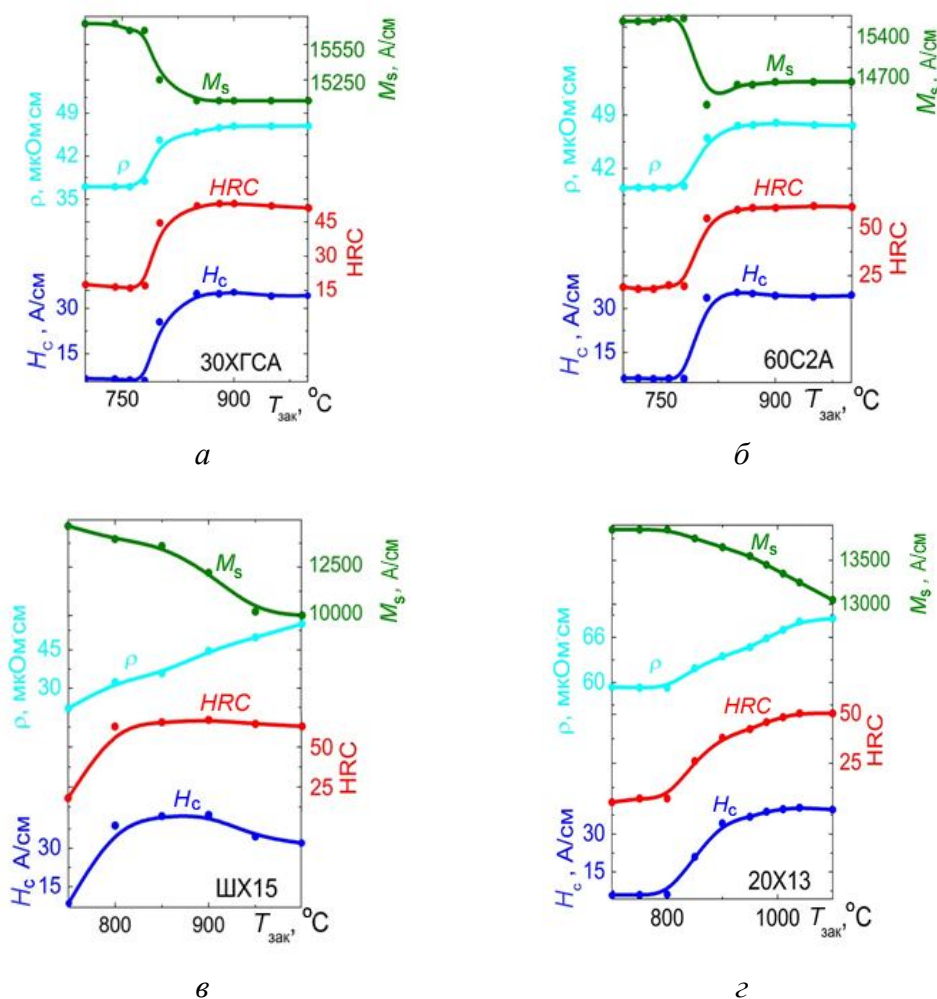 15550
15250
M_s, А/см
M_s
49
42
35
ρ, мкОм·см
ρ
HRC
45
30
15
HRC
H_c
30
15
H_c, А/см
30ХГСА
750
900
T_зак, °C
а
15400
14700
M_s, А/см
M_s
49
42
ρ, мкОм·см
ρ
HRC
50
25
HRC
H_c
30
15
H_c, А/см
60С2А
750
900
T_зак, °C
б
12500
10000
M_s, А/см
M_s
45
30
ρ, мкОм·см
ρ
HRC
50
25
HRC
H_c
30
15
H_c А/см
ШХ15
800
900
T_зак, °C
в
13500
13000
M_s, А/см
M_s
66
60
ρ, мкОм·см
ρ
HRC
50
25
HRC
H_c
30
15
H_c, А/см
20Х13
800
1000
T_зак, °C
г